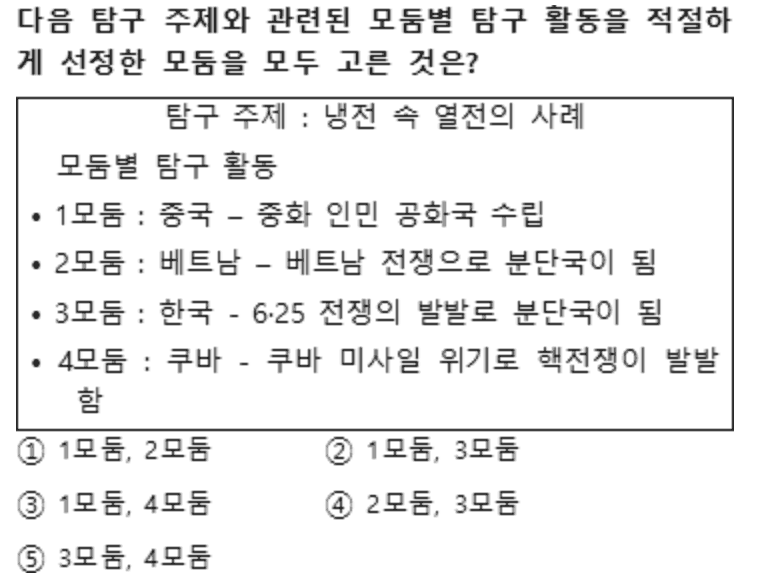 다음 탐구 주제와 관련된 모둠별 탐구 활동을 적절하
게 선정한 모둠을 모두 고른 것은?
탐구 주제 : 냉전 속 열전의 사례
모둠별 탐구 활동
• 1모둠 : 중국 – 중화 인민 공화국 수립
• 2모둠 : 베트남 – 베트남 전쟁으로 분단국이 됨
• 3모둠 : 한국 - 6·25 전쟁의 발발로 분단국이 됨
• 4모둠 : 쿠바 - 쿠바 미사일 위기로 핵전쟁이 발발
함
① 1모둠, 2모둠 ② 1모둠, 3모둠
③ 1모둠, 4모둠 ④ 2모둠, 3모둠
⑤ 3모둠, 4모둠